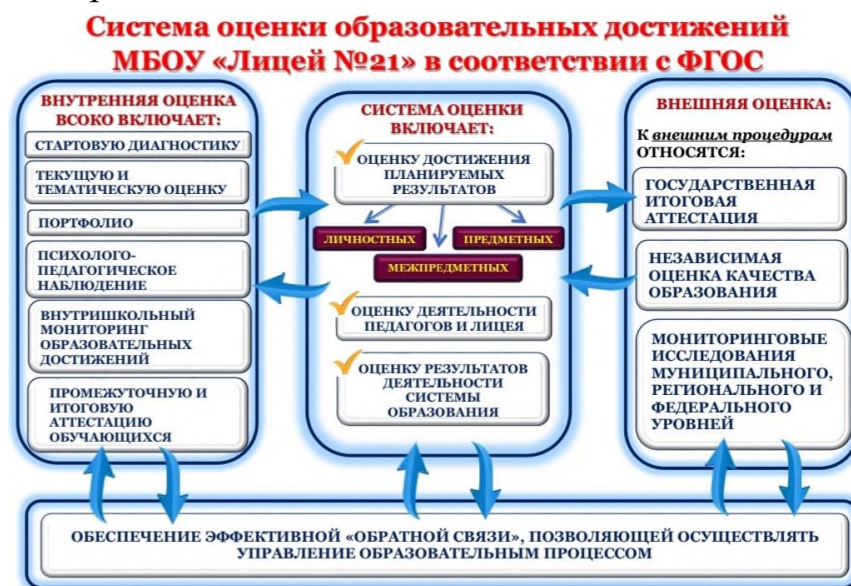 Система оценки образовательных достижений
МБОУ «Лицей №21» в соответствии с ФГОС
ВНУТРЕННЯЯ ОЦЕНКА
ВСОКО ВКЛЮЧАЕТ:
СТАРТОВУЮ ДИАГНОСТИКУ
ТЕКУЩУЮ И
ТЕМАТИЧЕСКУЮ ОЦЕНКУ
ПОРТФОЛИО
ПСИХОЛОГО-
ПЕДАГОГИЧЕСКОЕ
НАБЛЮДЕНИЕ
ВНУТРИШКОЛЬНЫЙ
МОНИТОРИНГ
ОБРАЗОВАТЕЛЬНЫХ
ДОСТИЖЕНИЙ
ПРОМЕЖУТОЧНУЮ И
ИТОГОВУЮ
АТТЕСТАЦИЮ
ОБУЧАЮЩИХСЯ
СИСТЕМА ОЦЕНКИ
ВКЛЮЧАЕТ:
ОЦЕНКУ ДОСТИЖЕНИЯ
ПЛАНИРУЕМЫХ
РЕЗУЛЬТАТОВ
ЛИЧНОСТНЫХ
ПРЕДМЕТНЫХ
МЕЖПРЕДМЕТНЫХ
ОЦЕНКУ ДЕЯТЕЛЬНОСТИ
ПЕДАГОГОВ И ЛИЦЕЯ
ОЦЕНКУ РЕЗУЛЬТАТОВ
ДЕЯТЕЛЬНОСТИ
СИСТЕМЫ
ОБРАЗОВАНИЯ
ВНЕШНЯЯ ОЦЕНКА:
К внешним процедурам
ОТНОСЯТСЯ:
ГОСУДАРСТВЕННАЯ
ИТОГОВАЯ
АТТЕСТАЦИЯ
НЕЗАВИСИМАЯ
ОЦЕНКА КАЧЕСТВА
ОБРАЗОВАНИЯ
МОНИТОРИНГОВЫЕ
ИССЛЕДОВАНИЯ
МУНИЦИПАЛЬНОГО,
РЕГИОНАЛЬНОГО И
ФЕДЕРАЛЬНОГО
УРОВНЕЙ
ОБЕСПЕЧЕНИЕ ЭФФЕКТИВНОЙ «ОБРАТНОЙ СВЯЗИ», ПОЗВОЛЯЮЩЕЙ ОСУЩЕСТВЛЯТЬ
УПРАВЛЕНИЕ ОБРАЗОВАТЕЛЬНЫМ ПРОЦЕССОМ